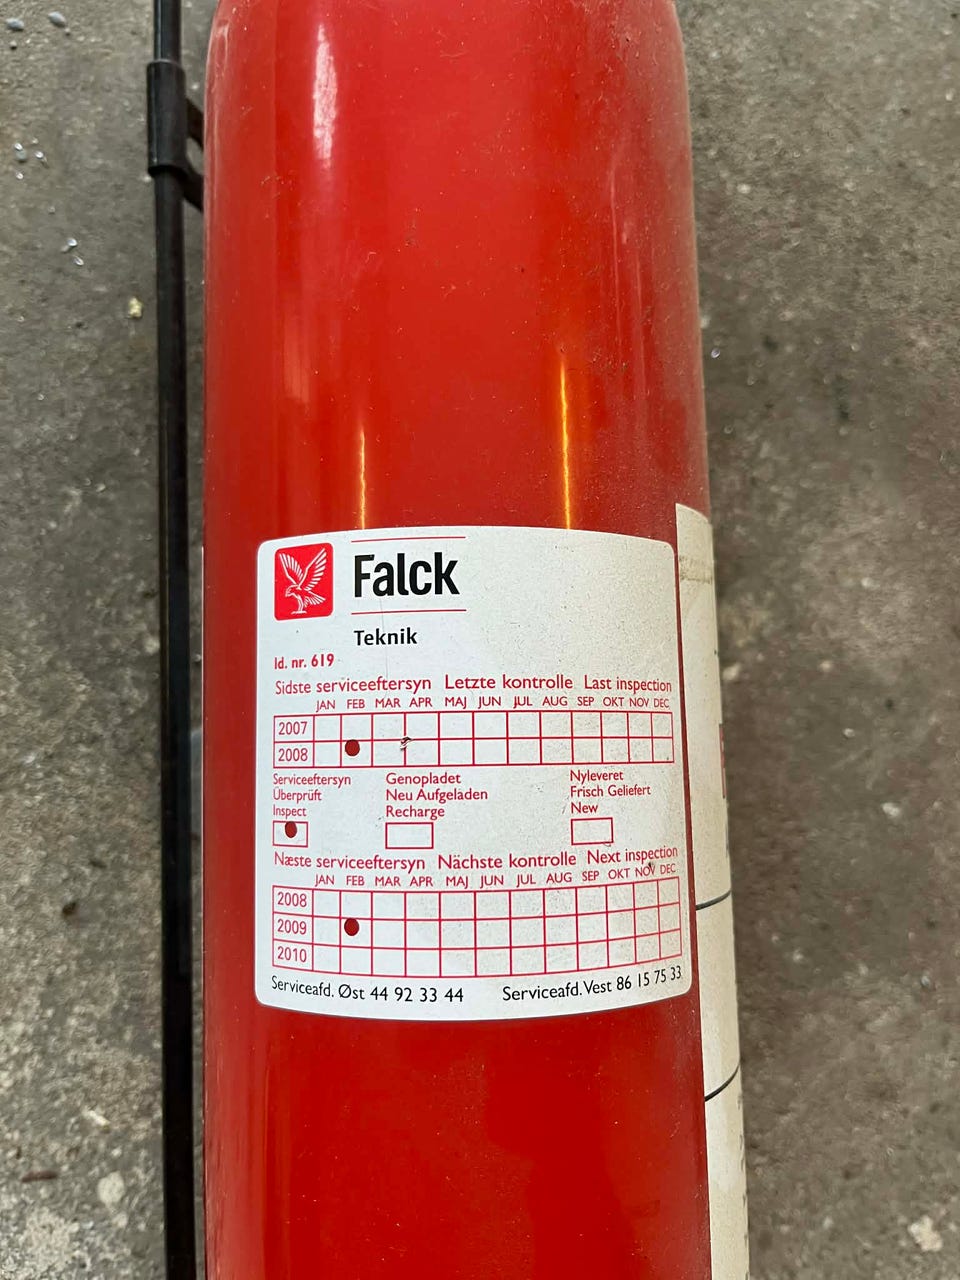 Falck
Teknik
Id. nr. 619
Sidste serviceeftersyn Letzte kontrolle Last inspection
JAN FEB MAR APR MAJ JUN JUL AUG SEP OKT NOV DEC
2007
2008
Serviceeftersyn Genopladet Nyleveret
Überprüft Neu Aufgeladen Frisch Geliefert
Inspect Recharge New
Næste serviceeftersyn Nächste kontrolle Next inspection
JAN FEB MAR APR MAJ JUN JUL AUG SEP OKT NOV DEC
2008
2009
2010
Serviceafd. Øst 44 92 33 44 Serviceafd. Vest 86 15 75 33